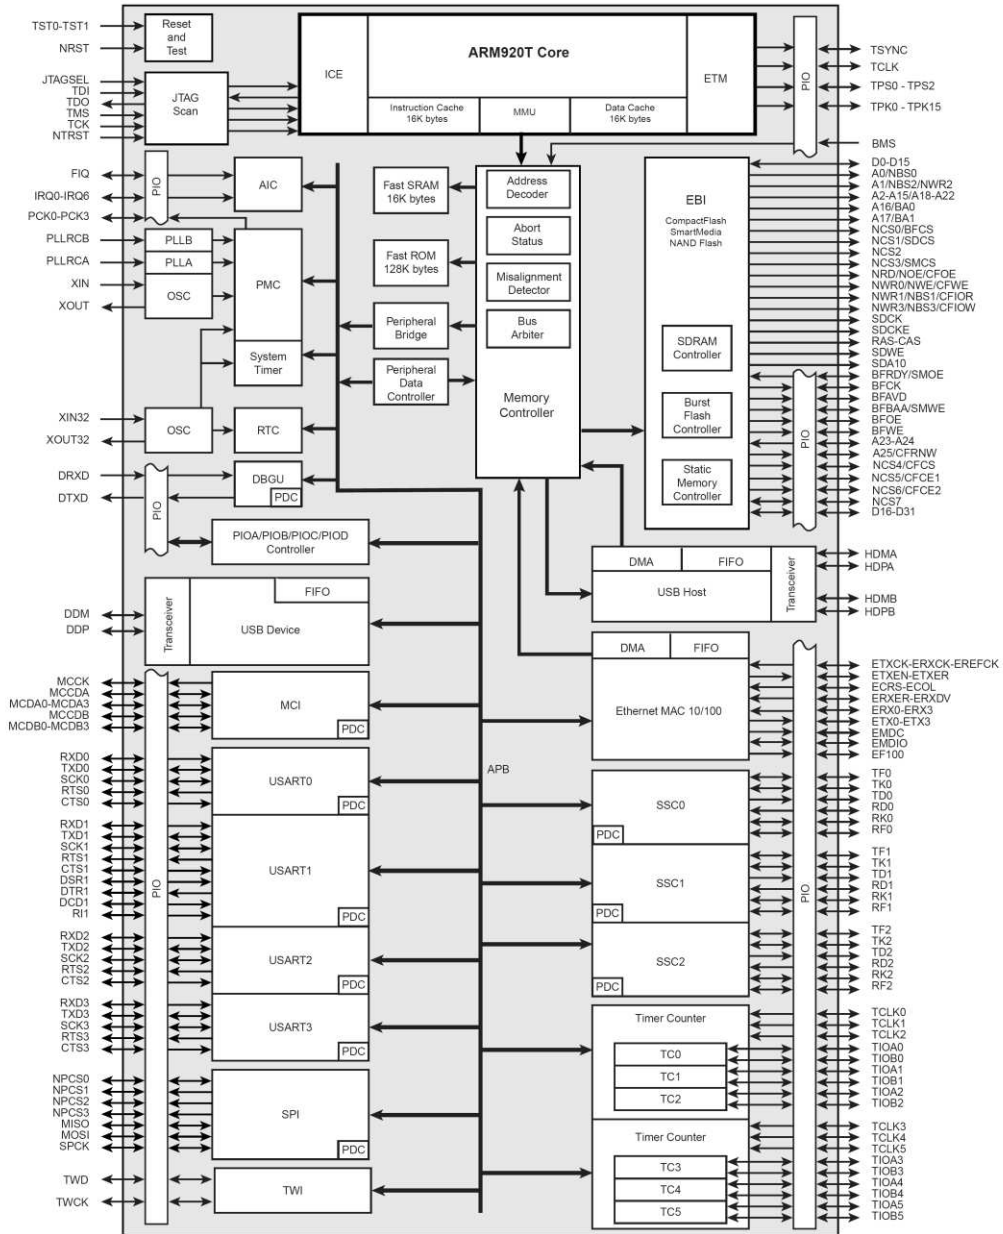 TST0-TST1
NRST
Reset
and
Test
JTAGSEL
TDI
TDO
TMS
TCK
NTRST
JTAG
Scan
ICE
ARM920T Core
Instruction Cache
16K bytes
MMU
Data Cache
16K bytes
ETM
PIO
TSYNC
TCLK
TPS0 - TPS2
TPK0 - TPK15
BMS
FIQ
IRQ0-IRQ6
PCK0-PCK3
PIO
AIC
PLLRCB
PLLRCA
XIN
XOUT
PLLB
PLLA
OSC
PMC
System
Timer
XIN32
XOUT32
OSC
RTC
DRXD
DTXD
PIO
DBGU
PDC
PIOA/PIOB/PIOC/PIOD
Controller
Fast SRAM
16K bytes
Fast ROM
128K bytes
Peripheral
Bridge
Peripheral
Data
Controller
Address
Decoder
Abort
Status
Misalignment
Detector
Bus
Arbiter
Memory
Controller
EBI
CompactFlash
SmartMedia
NAND Flash
SDRAM
Controller
Burst
Flash
Controller
Static
Memory
Controller
PIO
D0-D15
A0/NBS0
A1/NBS2/NWR2
A2-A15/A18-A22
A16/BA0
A17/BA1
NCS0/BFCS
NCS1/SDCS
NCS2
NCS3/SMCS
NRD/NOE/CFOE
NWR0/NWE/CFWE
NWR1/NBS1/CFIOR
NWR3/NBS3/CFIOW
SDCK
SDCKE
RAS-CAS
SDWE
SDA10
BFRDY/SMOE
BFCK
BFAVD
BFBAA/SMWE
BFOE
BFWE
A23-A24
A25/CFRNW
NCS4/CFCS
NCS5/CFCE1
NCS6/CFCE2
NCS7
D16-D31
DMA
FIFO
USB Host
Transceiver
HDMA
HDPA
HDMB
HDPB
DDM
DDP
Transceiver
FIFO
USB Device
DMA
FIFO
Ethernet MAC 10/100
ETXCK-ERXCK-EREFCK
ETXEN-ETXER
ECRS-ECOL
ERXER-ERXDV
ERX0-ERX3
ETX0-ETX3
EMDC
EMDIO
EF100
MCCK
MCCDA
MCDA0-MCDA3
MCCDB
MCDB0-MCDB3
MCI
PDC
APB
RXD0
TXD0
SCK0
RTS0
CTS0
USART0
PDC
RXD1
TXD1
SCK1
RTS1
CTS1
DSR1
DTR1
DCD1
RI1
PIO
USART1
PDC
RXD2
TXD2
SCK2
RTS2
CTS2
USART2
PDC
RXD3
TXD3
SCK3
RTS3
CTS3
USART3
PDC
NPCS0
NPCS1
NPCS2
NPCS3
MISO
MOSI
SPCK
SPI
PDC
TWD
TWCK
TWI
SSC0
PDC
TF0
TK0
TD0
RD0
RK0
RF0
SSC1
PDC
PIO
TF1
TK1
TD1
RD1
RK1
RF1
SSC2
PDC
TF2
TK2
TD2
RD2
RK2
RF2
Timer Counter
TC0
TC1
TC2
TCLK0
TCLK1
TCLK2
TIOA0
TIOB0
TIOA1
TIOB1
TIOA2
TIOB2
Timer Counter
TC3
TC4
TC5
TCLK3
TCLK4
TCLK5
TIOA3
TIOB3
TIOA4
TIOB4
TIOA5
TIOB5